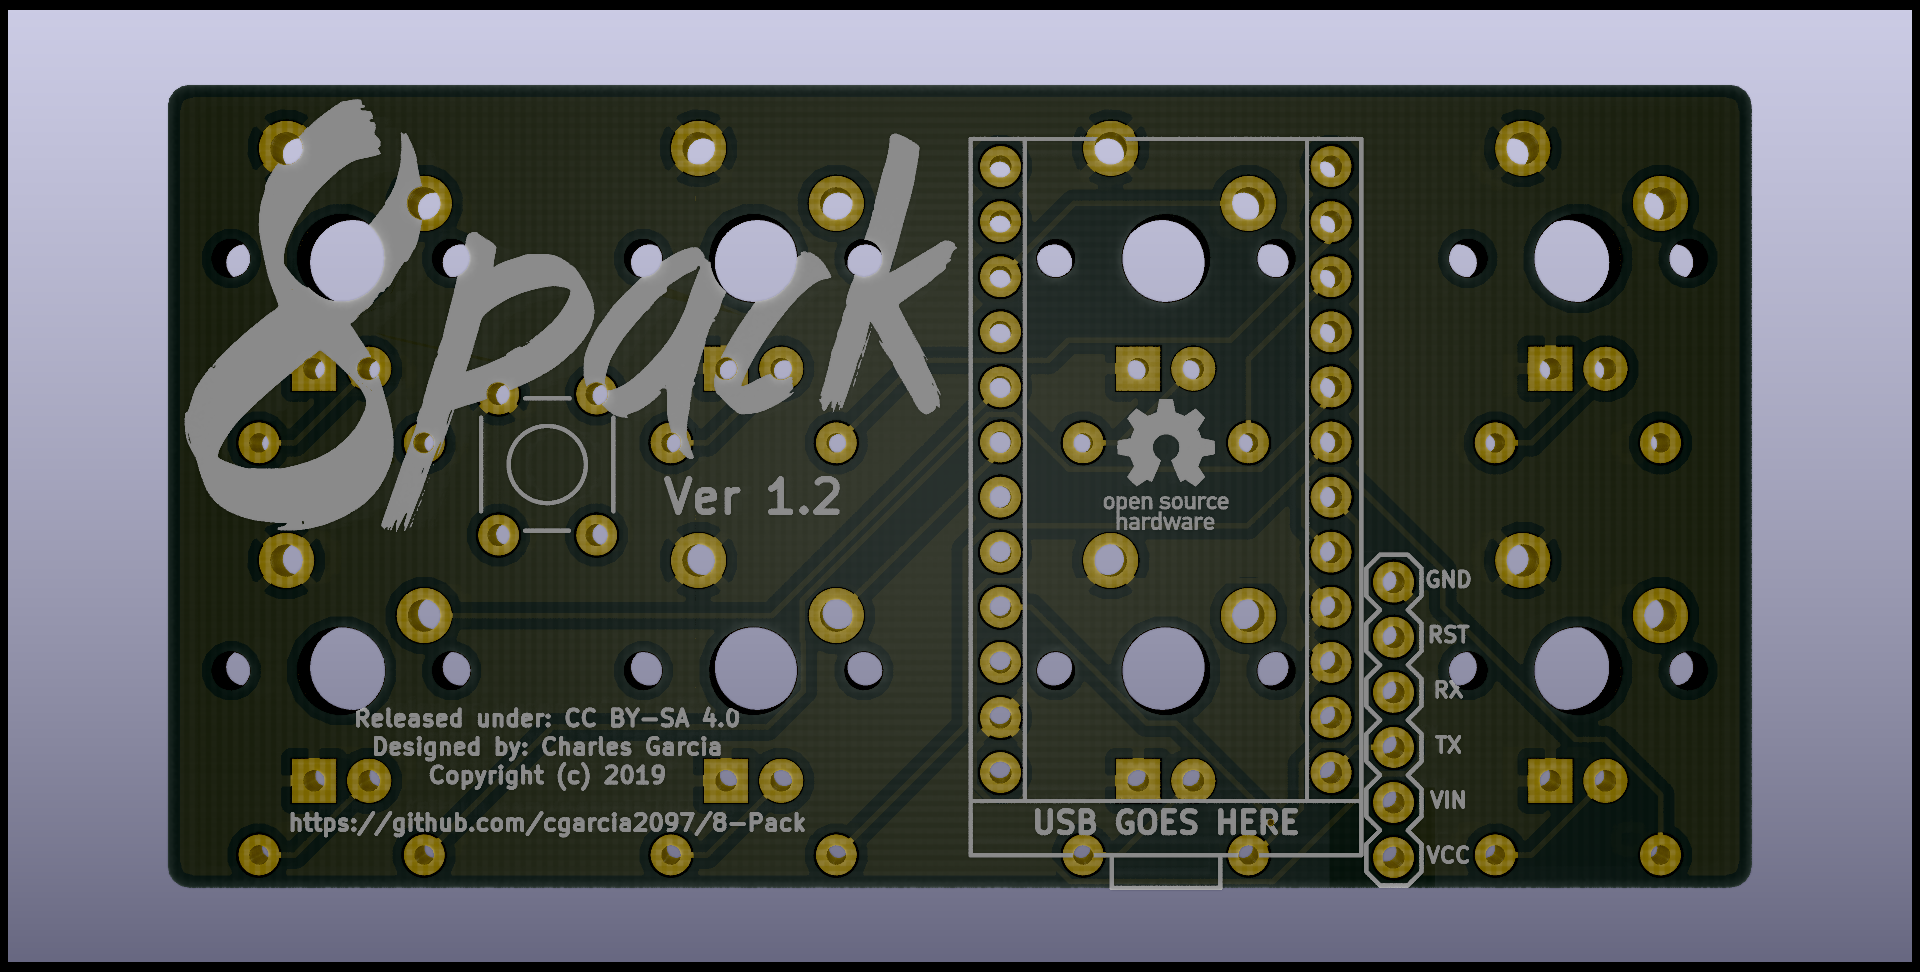 8pack
Ver 1.2
open source
hardware
GND
RST
RX
TX
VIN
VCC
Released under: CC BY-SA 4.0
Designed by: Charles Garcia
Copyright (c) 2019
https://github.com/cgarcia2097/8-Pack
USB GOES HERE